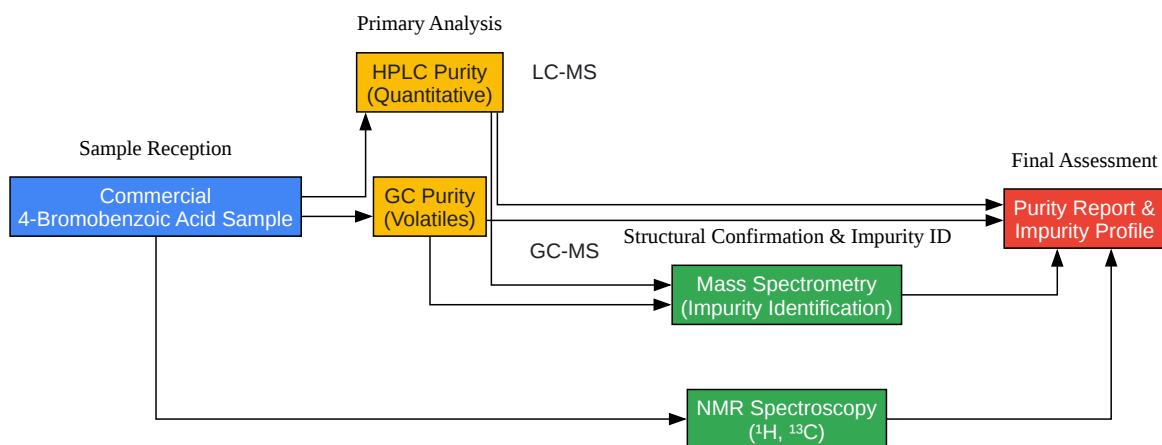 Primary Analysis
HPLC Purity
(Quantitative)
LC-MS
Sample Reception
Commercial
4-Bromobenzoic Acid Sample
GC Purity
(Volatiles)
Final Assessment
Purity Report &
Impurity Profile
Structural Confirmation & Impurity ID
GC-MS
Mass Spectrometry
(Impurity Identification)
NMR Spectroscopy
(¹H, ¹³C)